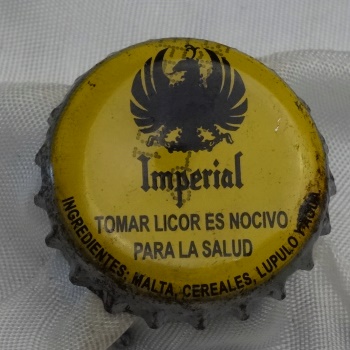 Imperial
TOMAR LICOR ES NOCIVO
PARA LA SALUD
INGREDIENTES: MALTA, CEREALES, LUPULO Y AGUA